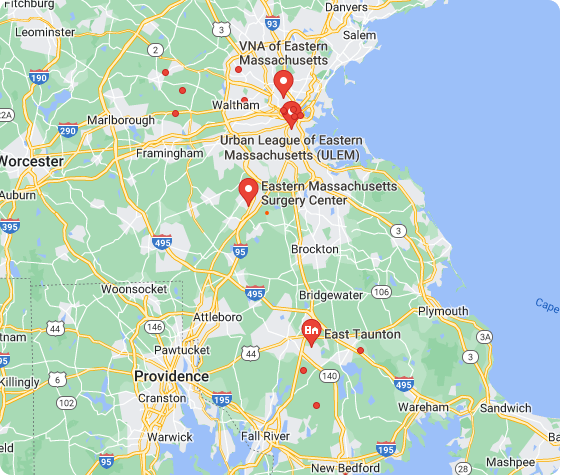 Fitchburg
Danvers
Leominster
3
93
2
Salem
VNA of Eastern
Massachusetts
190
Waltham
22A
Marlborough
290
Urban League of Eastern
Massachusetts (ULEM)
Framingham
Worcester
Auburn
Eastern Massachusetts
Surgery Center
395
3
495
95
Brockton
Woonsocket
495
Bridgewater
106
Plymouth
Cape
44
146
Attleboro
East Taunton
3A
Pawtucket
44
3
Killingly
6
Providence
140
495
102
Cranston
195
Wareham
Sandwich
Warwick
Fall River
195
95
New Bedford
28
Mashpee